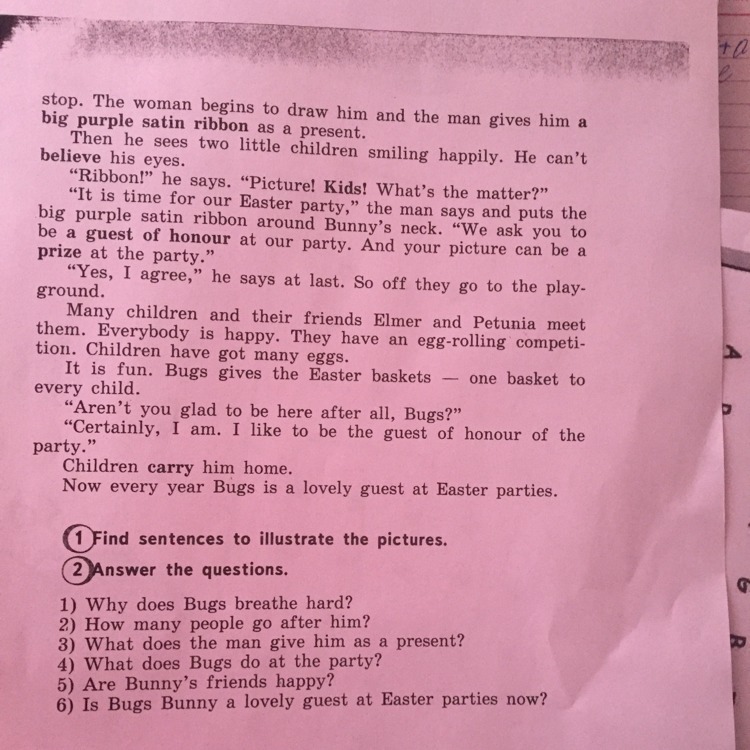 stop. The woman begins to draw him and the man gives him a
big purple satin ribbon as a present.
Then he sees two little children smiling happily. He can't
believe his eyes.
“Ribbon!” he says. “Picture! Kids! What's the matter?”
“It is time for our Easter party,” the man says and puts the
big purple satin ribbon around Bunny's neck. “We ask you to
be a guest of honour at our party. And your picture can be a
prize at the party.”
“Yes, I agree,” he says at last. So off they go to the play-
ground.
Many children and their friends Elmer and Petunia meet
them. Everybody is happy. They have an egg-rolling competi-
tion. Children have got many eggs.
It is fun. Bugs gives the Easter baskets — one basket to
every child.
“Aren't you glad to be here after all, Bugs?”
“Certainly, I am. I like to be the guest of honour of the
party.”
Children carry him home.
Now every year Bugs is a lovely guest at Easter parties.
1 Find sentences to illustrate the pictures.
2 Answer the questions.
1) Why does Bugs breathe hard?
2) How many people go after him?
3) What does the man give him as a present?
4) What does Bugs do at the party?
5) Are Bunny's friends happy?
6) Is Bugs Bunny a lovely guest at Easter parties now?